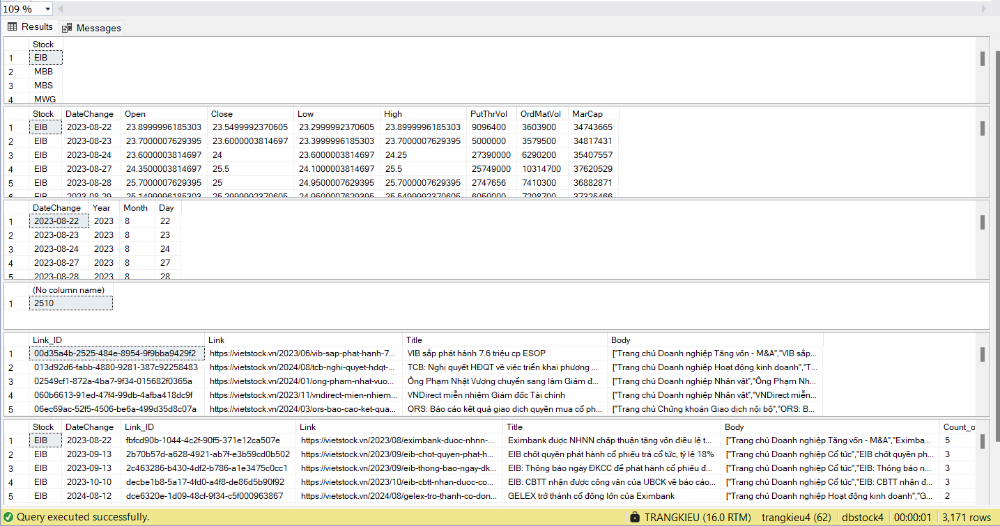 109 %
Results Messages
Stock
1 EIB
2 MBB
3 MBS
4 MWG
Stock DateChange Open Close Low High PutThrVol OrdMatVol MarCap
1 EIB 2023-08-22 23.8999996185303 23.5499992370605 23.2999992370605 23.8999996185303 9096400 3603900 34743665
2 EIB 2023-08-23 23.7000007629395 23.6000003814697 23.3999996185303 23.7000007629395 5000000 3579500 34817431
3 EIB 2023-08-24 23.6000003814697 24 23.6000003814697 24.25 27390000 6290200 35407557
4 EIB 2023-08-27 24.3500003814697 25.5 24.1000003814697 25.5 25749000 10314700 37620529
5 EIB 2023-08-28 25.7000007629395 25 24.9500007629395 25.7000007629395 2747656 7410300 36882871
6 EIB 2023-08-29 25.1499996185303 25.2999992370605 24.9500007629395 25.5499992370605 6050000 7208700 37325466
DateChange Year Month Day
1 2023-08-22 2023 8 22
2 2023-08-23 2023 8 23
3 2023-08-24 2023 8 24
4 2023-08-27 2023 8 27
5 2023-08-28 2023 8 28
(No column name)
1 2510
Link_ID Link Title Body
1 00d35a4b-2525-484e-8954-9f9bba9429f2 https://vietstock.vn/2023/06/vib-sap-phat-hanh-7... VIB sắp phát hành 7.6 triệu cp ESOP ["Trang chủ Doanh nghiệp Tăng vốn - M&A","VIB sắp...
2 013d92d6-fabb-4880-9281-387c92258483 https://vietstock.vn/2024/08/tcb-nghi-quyet-hdqt-... TCB: Nghị quyết HĐQT về việc triển khai phương ... ["Trang chủ Doanh nghiệp Hoạt động kinh doanh","T...
3 02549cf1-872a-4ba7-9f34-015682f0365a https://vietstock.vn/2024/01/ong-pham-nhat-vuo... Ông Phạm Nhật Vượng chuyển sang làm Giám đ... ["Trang chủ Doanh nghiệp Nhân vật","Ông Phạm Nh...
4 060b6613-91ed-47f4-99db-4afba418dc9f https://vietstock.vn/2023/11/vndirect-mien-nhiem... VNDirect miễn nhiệm Giám đốc Tài chính ["Trang chủ Doanh nghiệp Nhân vật","VNDirect miễn...
5 06ec69ac-52f5-4506-be6a-499d35d8c07a https://vietstock.vn/2024/03/ors-bao-cao-ket-qua... ORS: Báo cáo kết quả giao dịch quyền mua cổ ph... ["Trang chủ Chứng khoán Giao dịch nội bộ","ORS: B...
Stock DateChange Link_ID Link Title Body Count_o
1 EIB 2023-08-22 fbfcd90b-1044-4c2f-90f5-371e12ca507e https://vietstock.vn/2023/08/eximbank-duoc-nhnn-... Eximbank được NHNN chấp thuận tăng vốn điều lệ t... ["Trang chủ Doanh nghiệp Tăng vốn - M&A","Eximba... 5
2 EIB 2023-09-13 2b70b57d-a628-4921-ab7f-e3b59cd0b502 https://vietstock.vn/2023/09/eib-chot-quyen-phat-h... EIB chốt quyền phát hành cổ phiếu trả cổ tức, tỷ lệ 18% ["Trang chủ Doanh nghiệp Cổ tức","EIB chốt quyền ph... 3
3 EIB 2023-09-13 2c463286-b430-4df2-b786-a1e3475c0cc1 https://vietstock.vn/2023/09/eib-thong-bao-ngay-dk... EIB: Thông báo ngày ĐKCC để phát hành cổ phiếu đ... ["Trang chủ Doanh nghiệp Cổ tức","EIB: Thông báo n... 3
4 EIB 2023-10-10 decbe1b8-5a17-4fd0-a4f8-de86d5b90f92 https://vietstock.vn/2023/10/eib-cbtt-nhan-duoc-co... EIB: CBTT nhận được công văn của UBCK về báo cáo... ["Trang chủ Doanh nghiệp Cổ tức","EIB: CBTT nhận đ... 3
5 EIB 2024-08-12 dce6320e-1d09-48cf-9f34-c5f000963867 https://vietstock.vn/2024/08/gelex-tro-thanh-co-don... GELEX trở thành cổ đông lớn của Eximbank ["Trang chủ Doanh nghiệp Hoạt động kinh doanh","G... 2
Query executed successfully. TRANGKIEU (16.0 RTM) trangkieu4 (62) dbstock4 00:00:01 3,171 rows